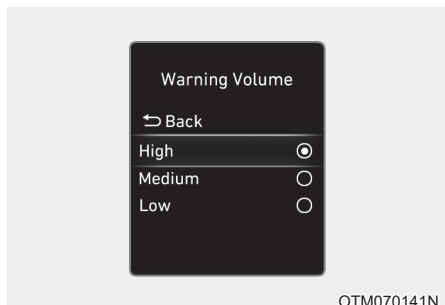 Warning Volume
Back
High
Medium
Low
OTM070141N